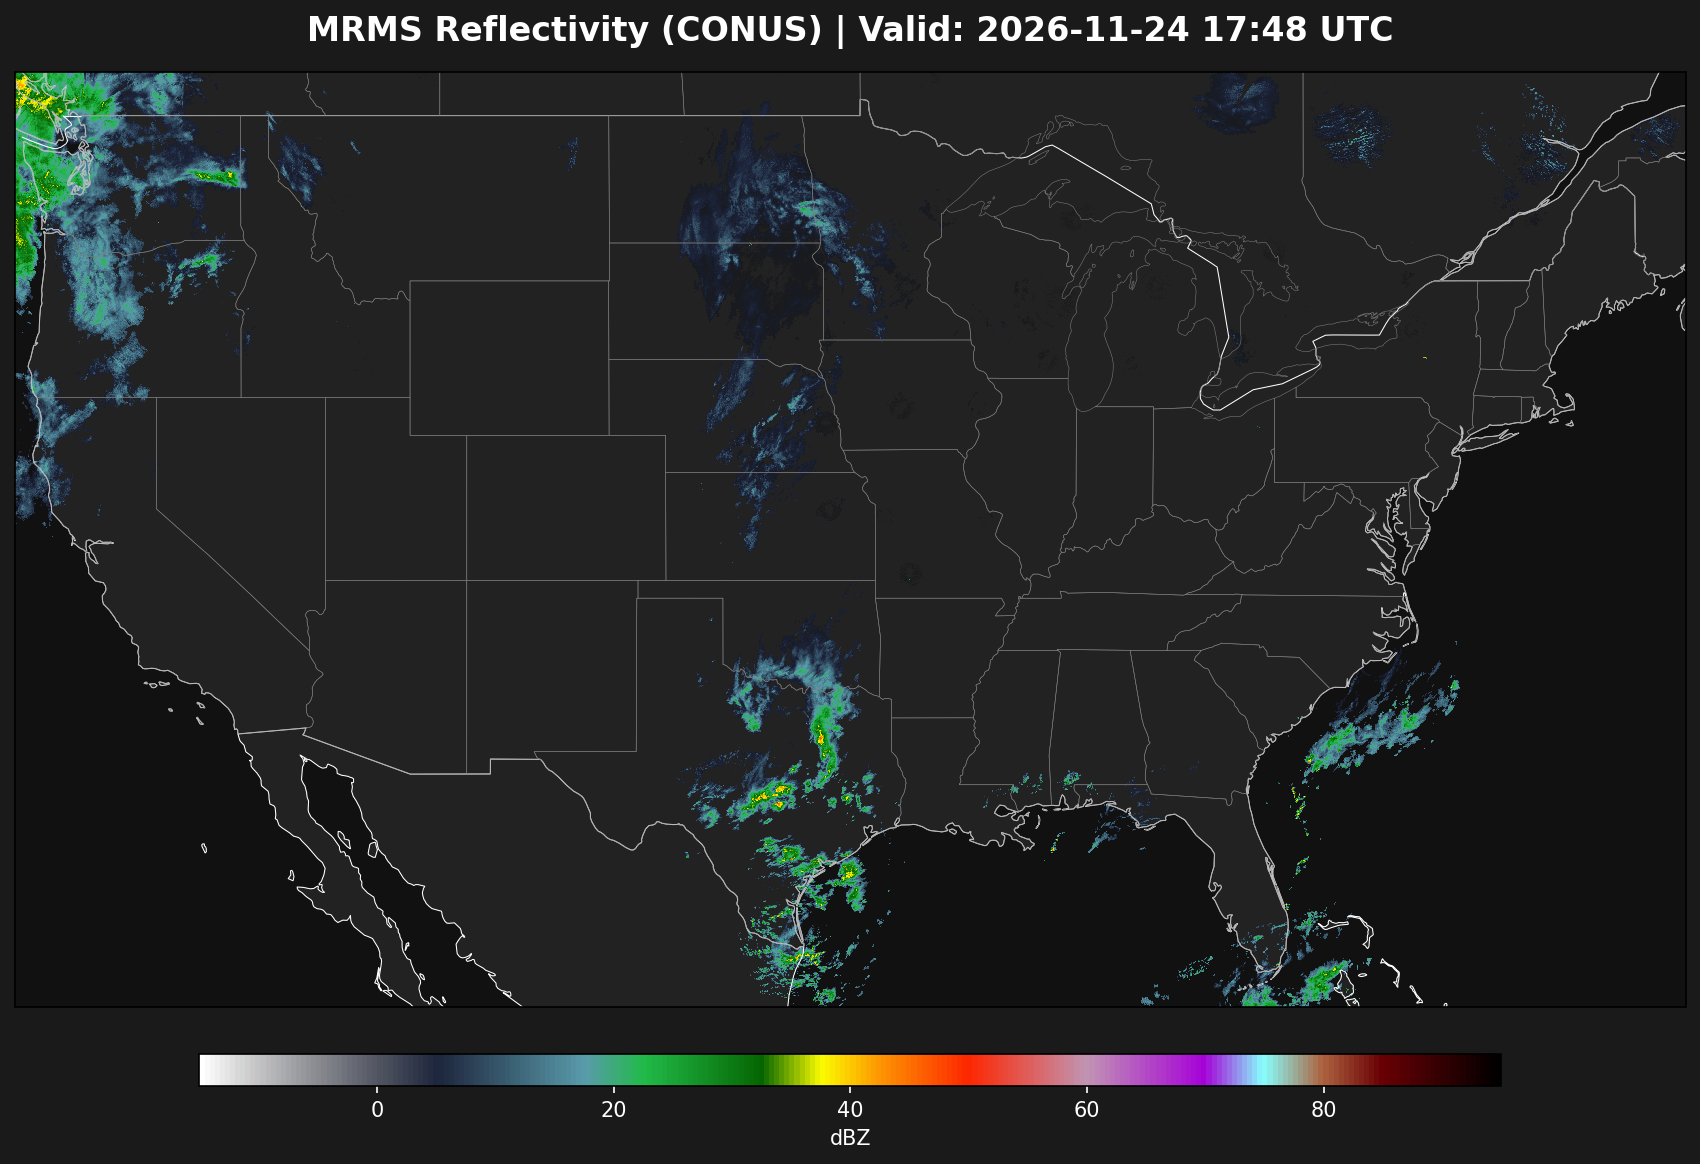 MRMS Reflectivity (CONUS) | Valid: 2026-11-24 17:48 UTC
0 20 40 60 80
dBZ